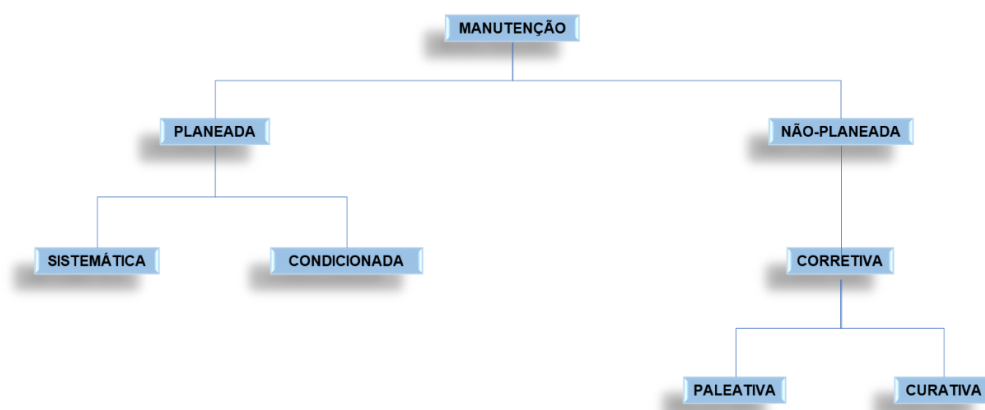 MANUTENÇÃO
PLANEADA
NÃO-PLANEADA
SISTEMÁTICA
CONDICIONADA
CORRETIVA
PALEATIVA
CURATIVA